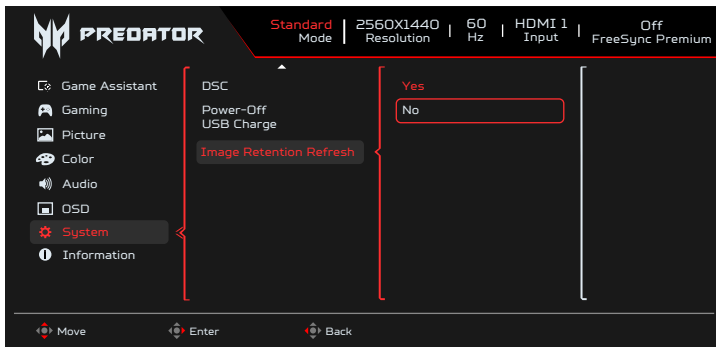 PREDATOR
Standard
Mode
2560X1440
Resolution
60
Hz
HDMI 1
Input
Off
FreeSync Premium
Game Assistant
Gaming
Picture
Color
Audio
OSD
System
Information
DSC
Power-Off
USB Charge
Image Retention Refresh
Yes
No
Move
Enter
Back